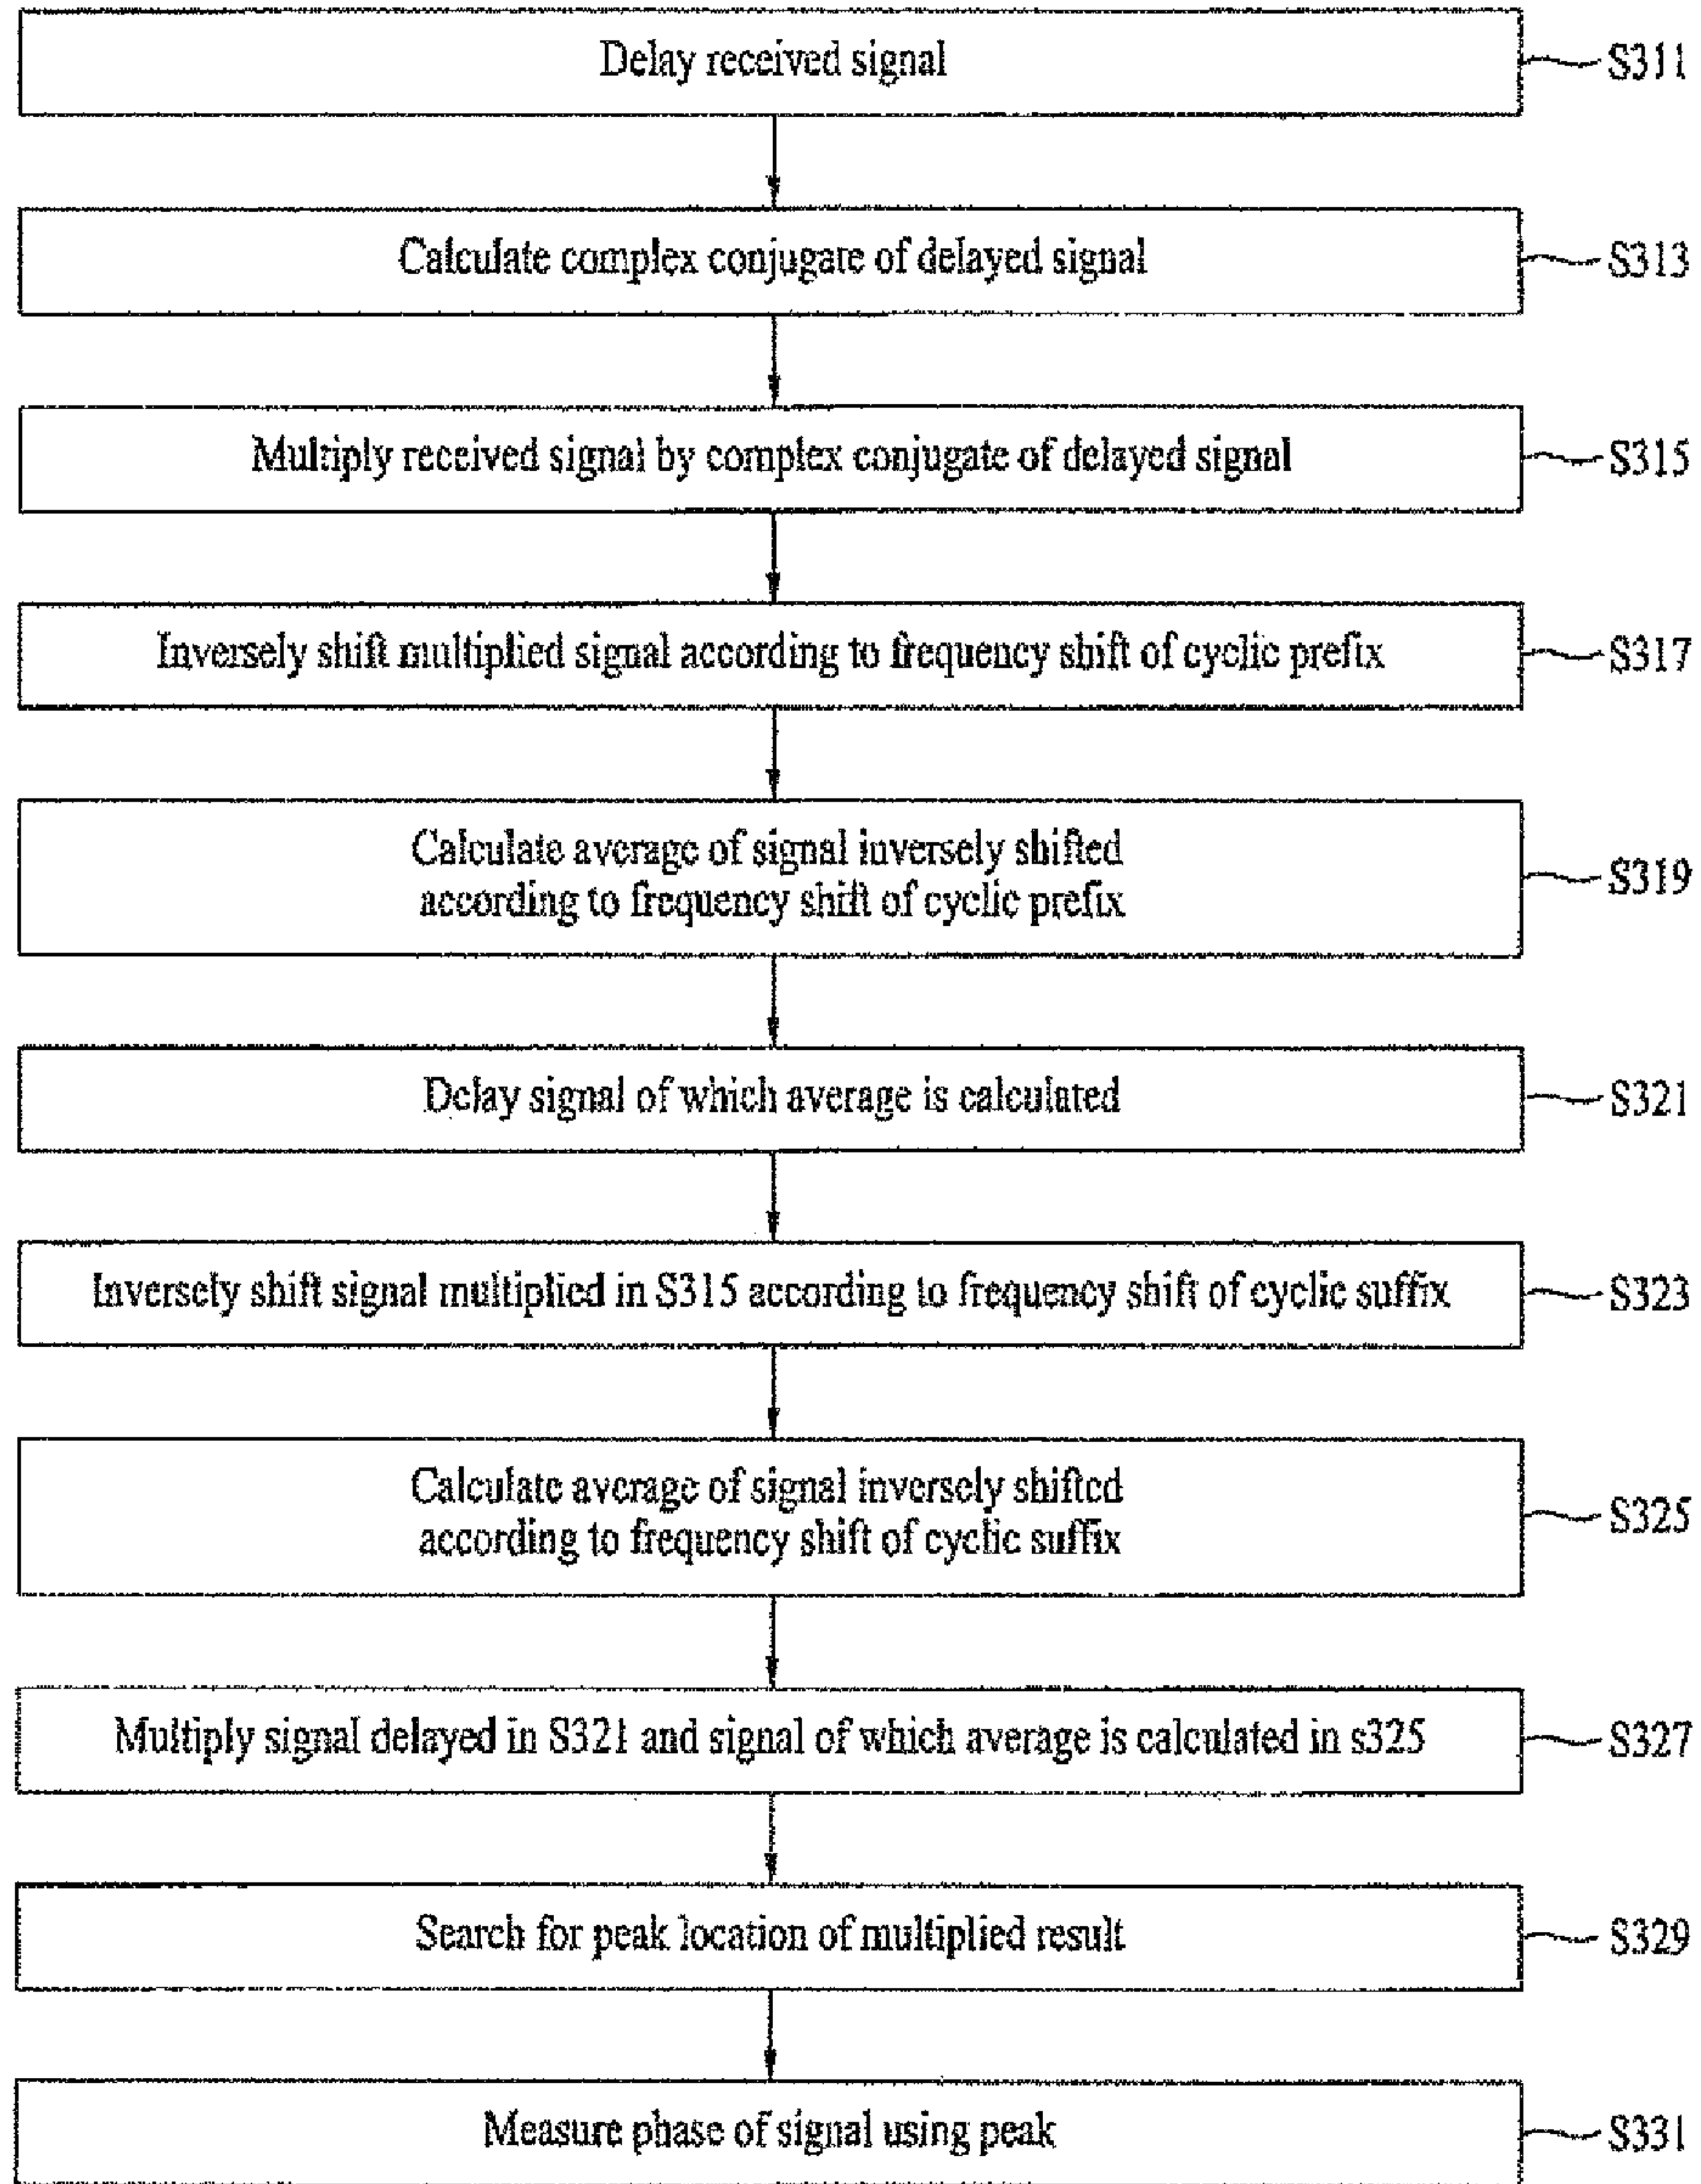 Delay received signal
S311
Calculate complex conjugate of delayed signal
S313
Multiply received signal by complex conjugate of delayed signal
S315
Inversely shift multiplied signal according to frequency shift of cyclic prefix
S317
Calculate average of signal inversely shifted
according to frequency shift of cyclic prefix
S319
Delay signal of which average is calculated
S321
Inversely shift signal multiplied in S315 according to frequency shift of cyclic suffix
S323
Calculate average of signal inversely shifted
according to frequency shift of cyclic suffix
S325
Multiply signal delayed in S321 and signal of which average is calculated in s325
S327
Search for peak location of multiplied result
S329
Measure phase of signal using peak
S331